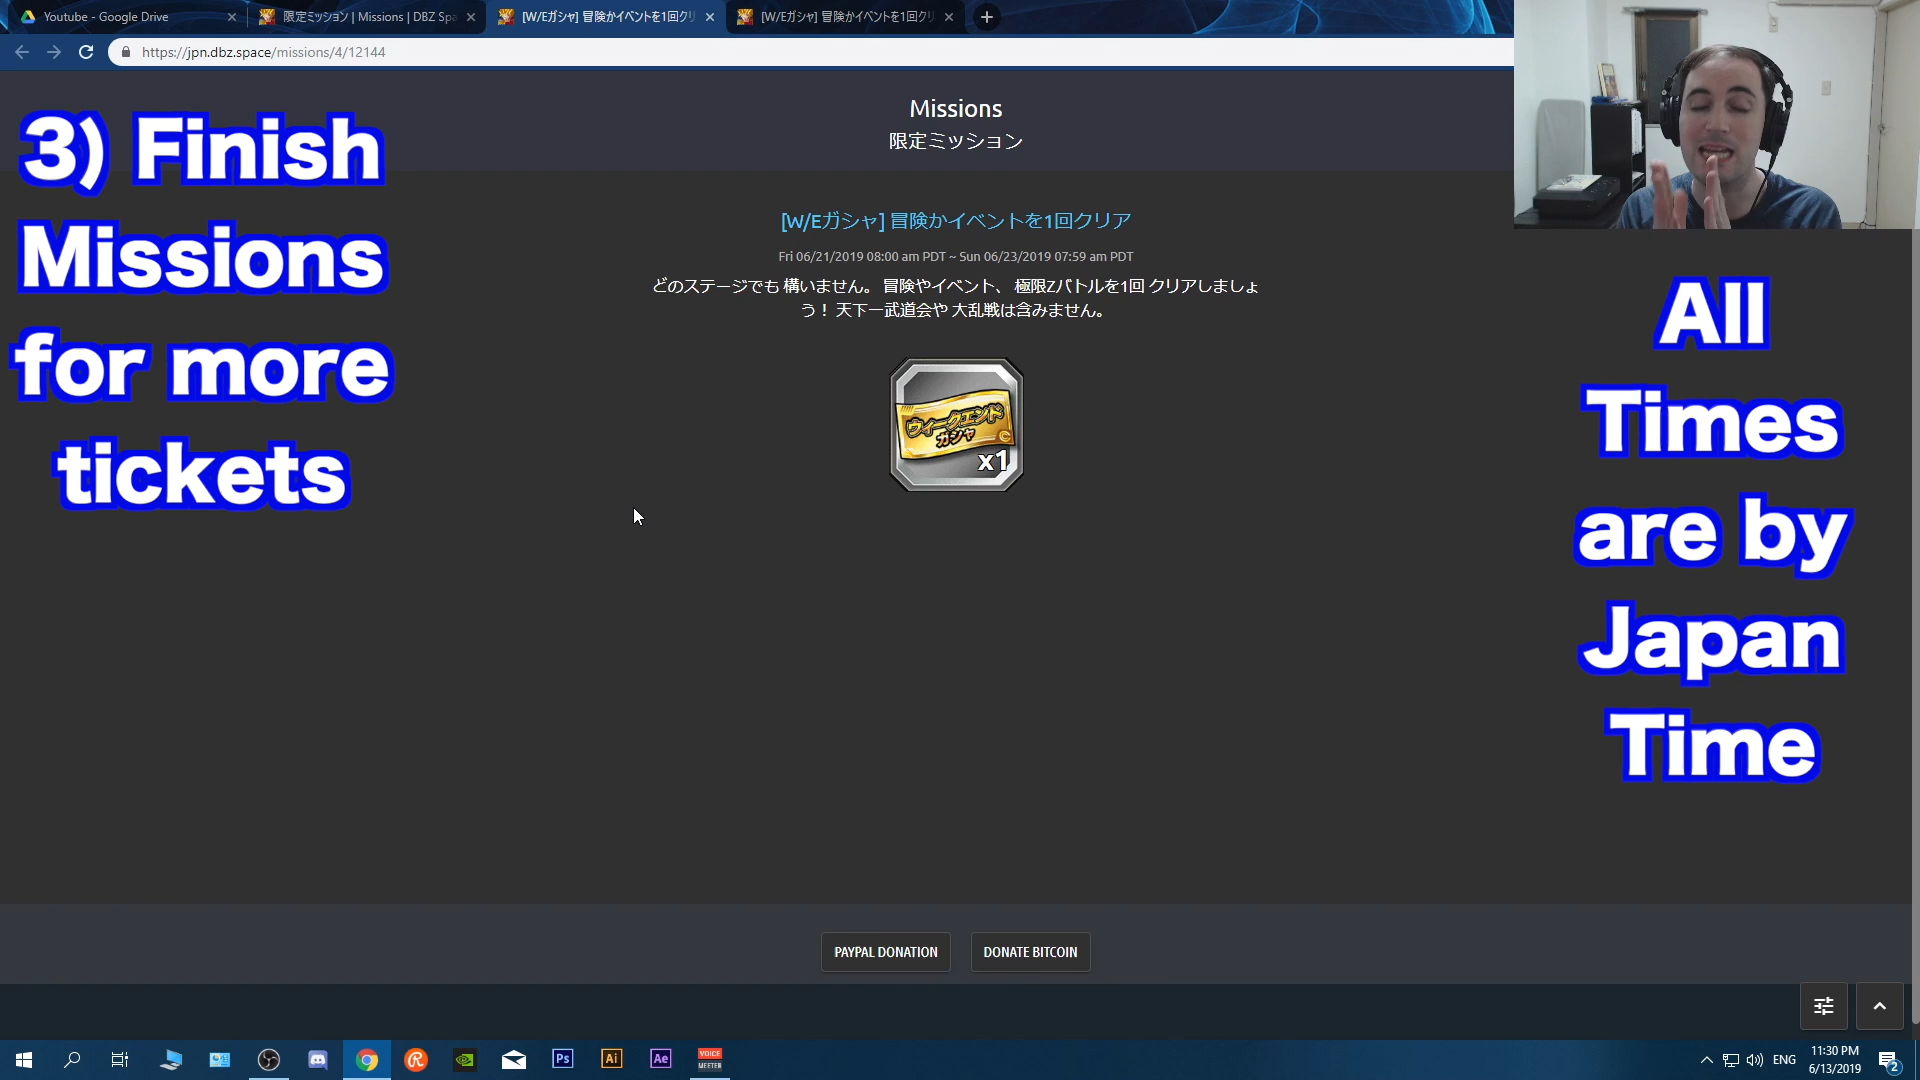 Youtube - Google Drive
限定ミッション | Missions | DBZ Spa
[W/Eガシャ] 冒険かイベントを1回クリ
[W/Eガシャ] 冒険かイベントを1回クリ
https://jpn.dbz.space/missions/4/12144
Missions
限定ミッション
[W/Eガシャ] 冒険かイベントを1回クリア
Fri 06/21/2019 08:00 am PDT ~ Sun 06/23/2019 07:59 am PDT
どのステージでも 構いません。 冒険やイベント、 極限Zバトルを1回 クリアしましょ
う！ 天下一武道会や 大乱戦は含みません。
ウィークエンド
ガシャ
x1
3) Finish
Missions
for more
tickets
All
Times
are by
Japan
Time
PAYPAL DONATION
DONATE BITCOIN
Ps
Ai
Ae
VOICE
MEETER
ENG
11:30 PM
6/13/2019
2